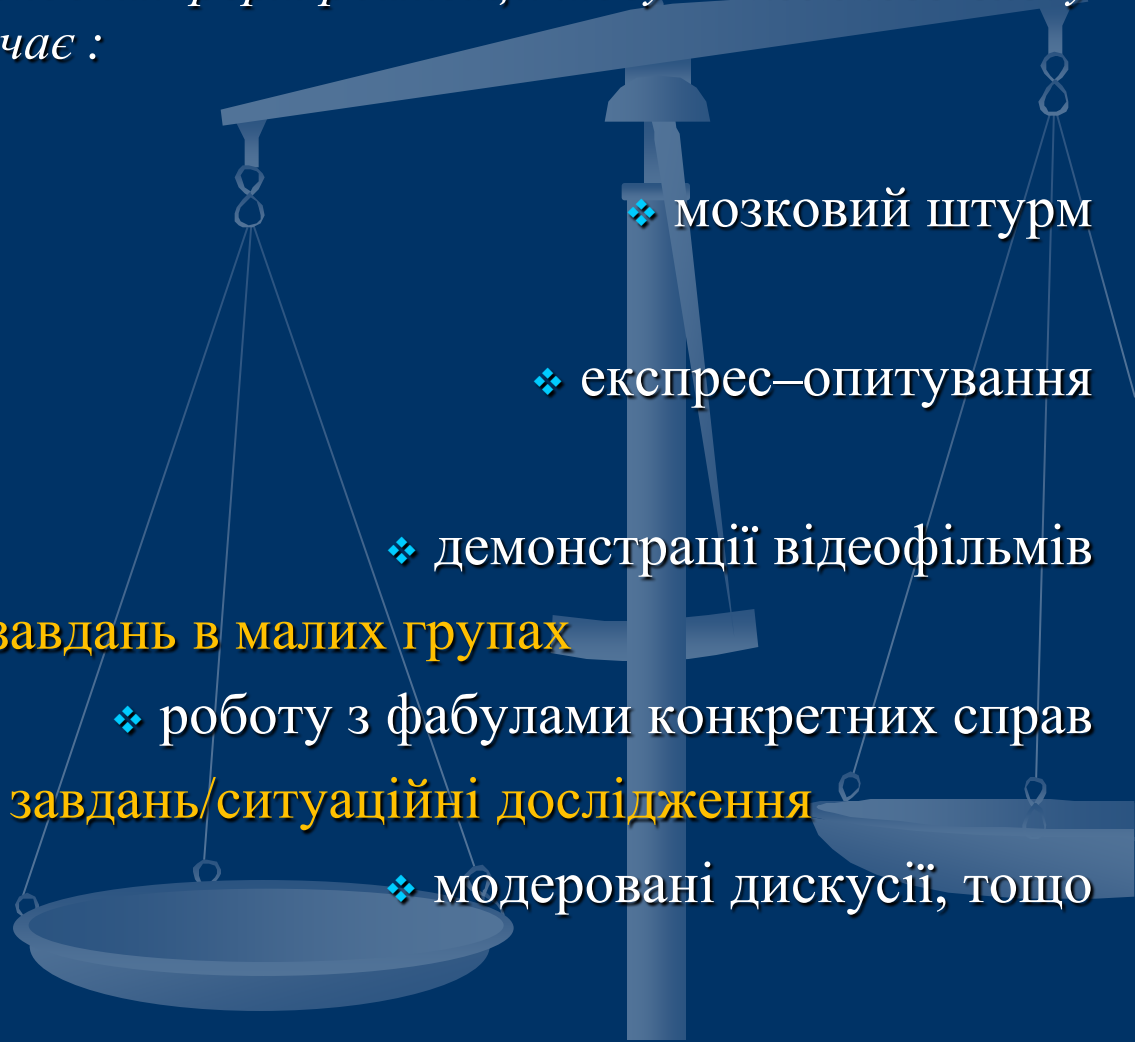 чає :
❖ мозковий штурм
❖ експрес–опитування
❖ демонстрації відеофільмів
завдань в малих групах
❖ роботу з фабулами конкретних справ
завдань/ситуаційні дослідження
❖ модеровані дискусії, тощо